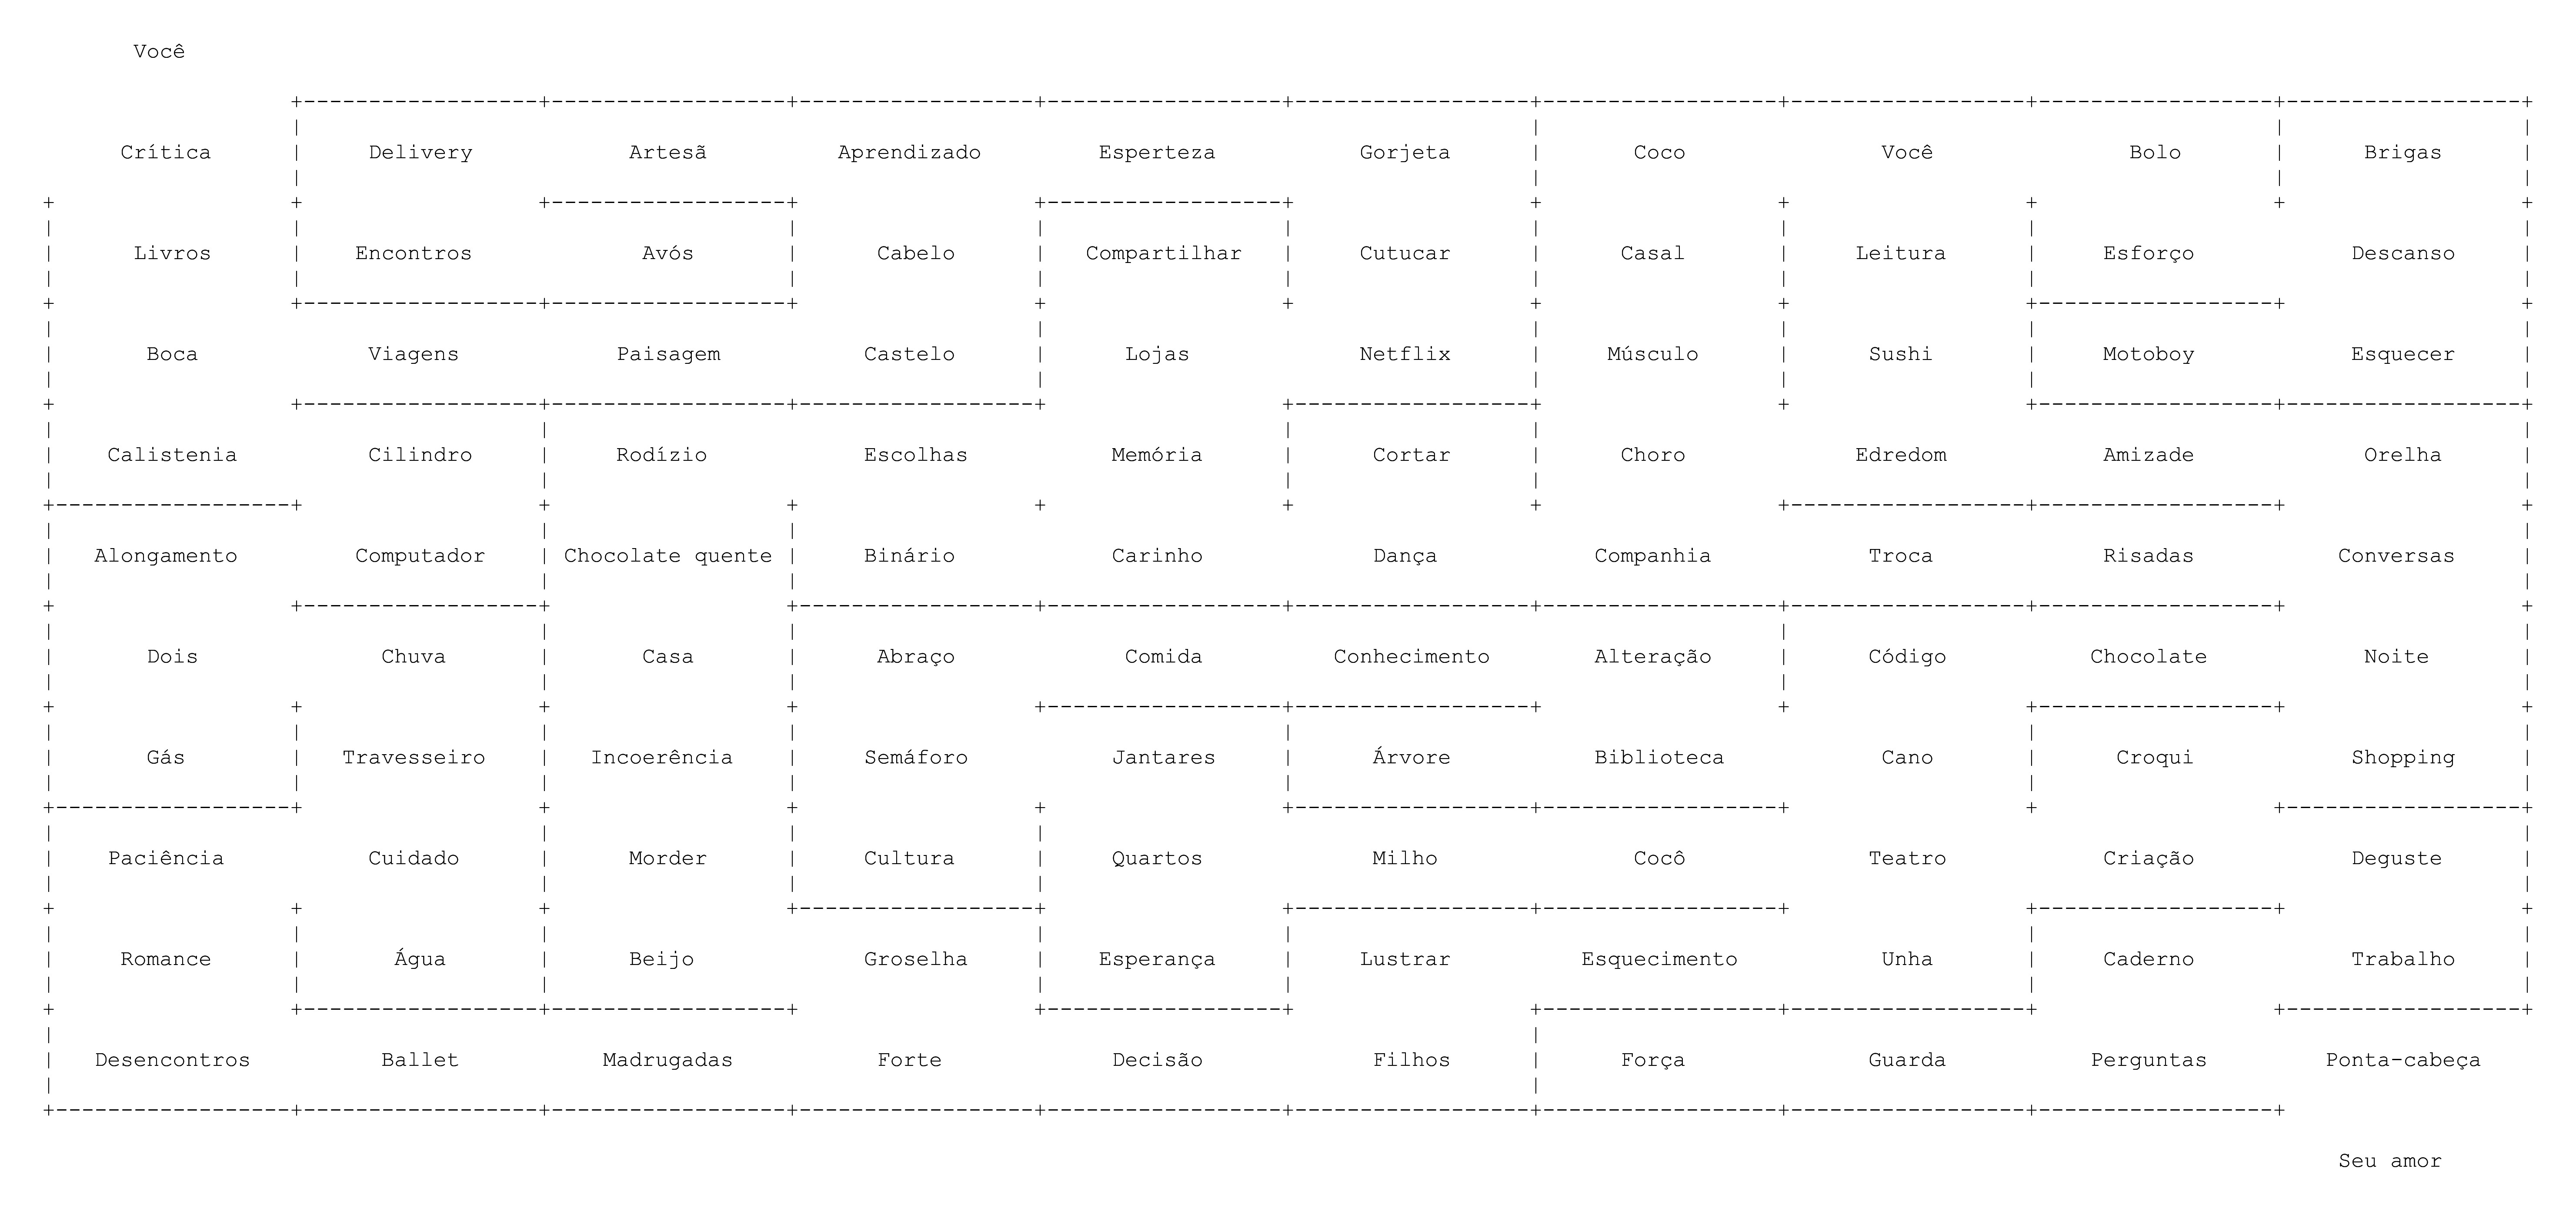 Você
Crítica Delivery Artesã Aprendizado Esperteza Gorjeta Coco Você Bolo Brigas
Livros Encontros Avós Cabelo Compartilhar Cutucar Casal Leitura Esforço Descanso
Boca Viagens Paisagem Castelo Lojas Netflix Músculo Sushi Motoboy Esquecer
Calistenia Cilindro Rodízio Escolhas Memória Cortar Choro Edredom Amizade Orelha
Alongamento Computador Chocolate quente Binário Carinho Dança Companhia Troca Risadas Conversas
Dois Chuva Casa Abraço Comida Conhecimento Alteração Código Chocolate Noite
Gás Travesseiro Incoerência Semáforo Jantares Árvore Biblioteca Cano Croqui Shopping
Paciência Cuidado Morder Cultura Quartos Milho Cocô Teatro Criação Deguste
Romance Água Beijo Groselha Esperança Lustrar Esquecimento Unha Caderno Trabalho
Desencontros Ballet Madrugadas Forte Decisão Filhos Força Guarda Perguntas Ponta-cabeça
Seu amor